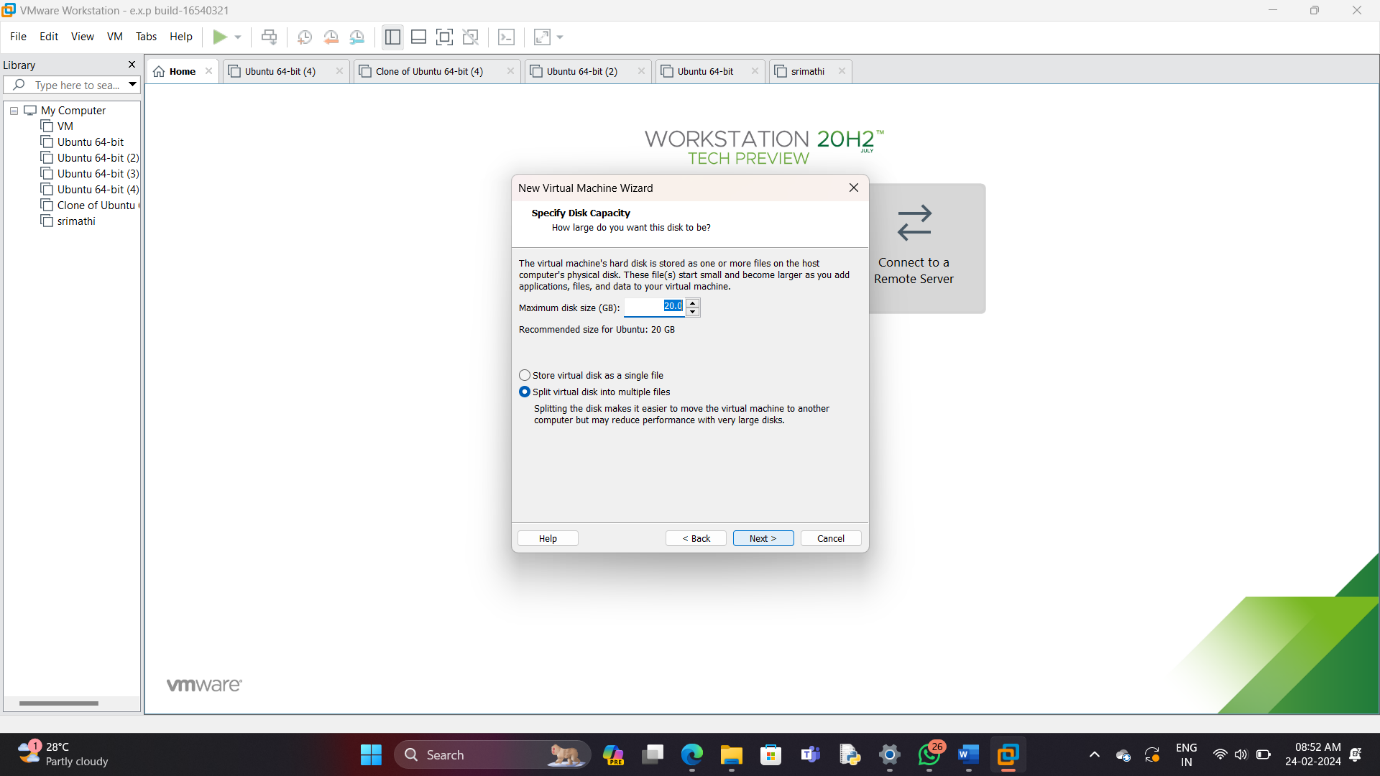 VMware Workstation - e.x.p build-16540321
File Edit View VM Tabs Help
Library
Type here to sea...
My Computer
VM
Ubuntu 64-bit
Ubuntu 64-bit (2)
Ubuntu 64-bit (3)
Ubuntu 64-bit (4)
Clone of Ubuntu
srimathi
Home
Ubuntu 64-bit (4)
Clone of Ubuntu 64-bit (4)
Ubuntu 64-bit (2)
Ubuntu 64-bit
srimathi
WORKSTATION 20H2™
JULY
TECH PREVIEW
Connect to a
Remote Server
New Virtual Machine Wizard
Specify Disk Capacity
How large do you want this disk to be?
The virtual machine's hard disk is stored as one or more files on the host
computer's physical disk. These file(s) start small and become larger as you add
applications, files, and data to your virtual machine.
Maximum disk size (GB): 20.0
Recommended size for Ubuntu: 20 GB
Store virtual disk as a single file
Split virtual disk into multiple files
Splitting the disk makes it easier to move the virtual machine to another
computer but may reduce performance with very large disks.
Help
< Back
Next >
Cancel
vmware®
1
28°C
Partly cloudy
Search
PRE
26
ENG
IN
08:52 AM
24-02-2024